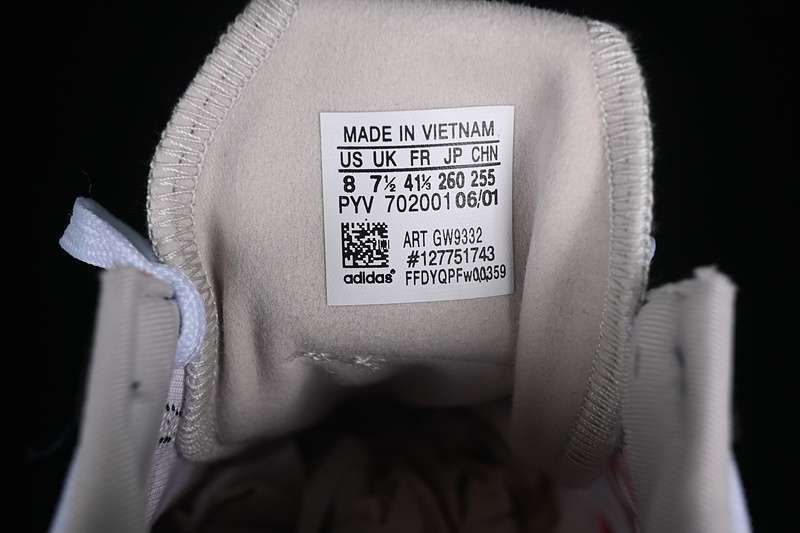 MADE IN VIETNAM
US UK FR JP CHN
8 7½ 41⅓ 260 255
PYV 702001 06/01
ART GW9332
#127751743
adidas® FFDYQPFw00359